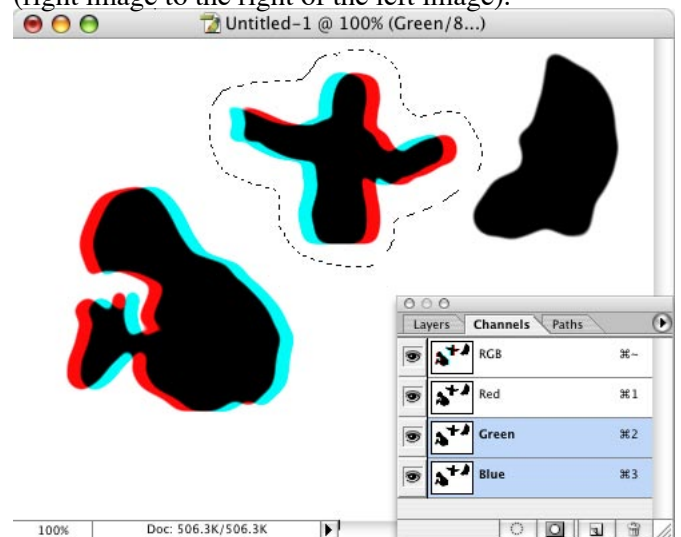 (right image to the right of the left image).
Untitled-1 @ 100% (Green/8...)
Layers Channels Paths
RGB ⌘~
Red ⌘1
Green ⌘2
Blue ⌘3
100% Doc: 506.3K/506.3K